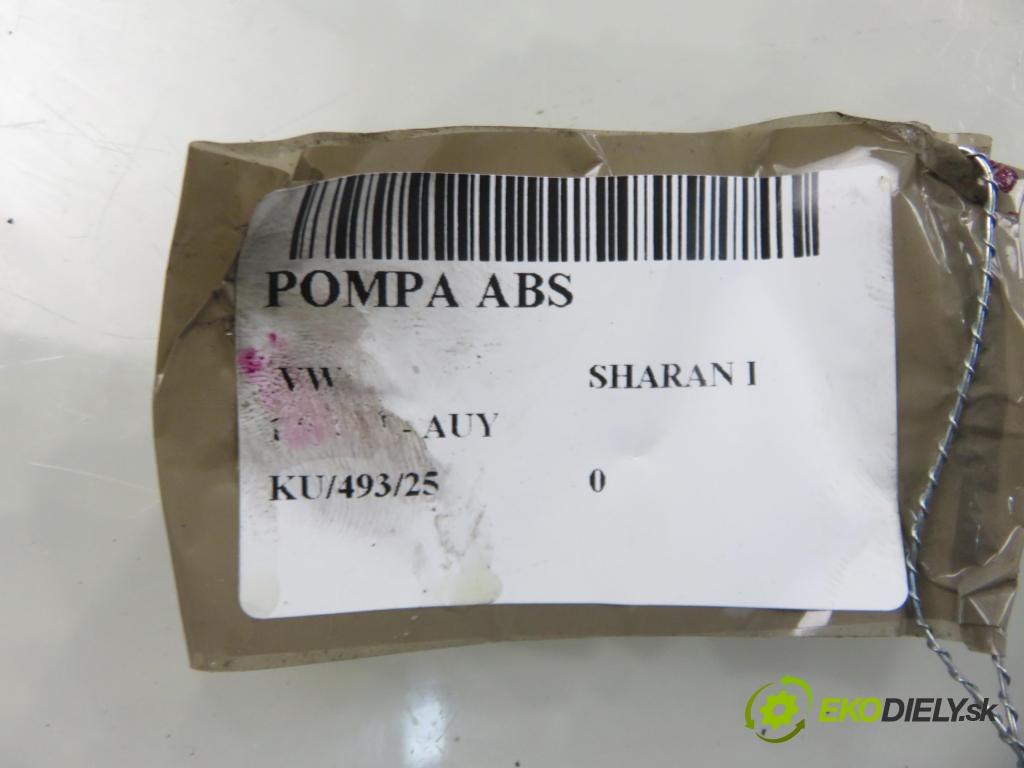 POMPA ABS
VW SHARAN I
AUY
KU/493/25 0
EKODIELY.sk